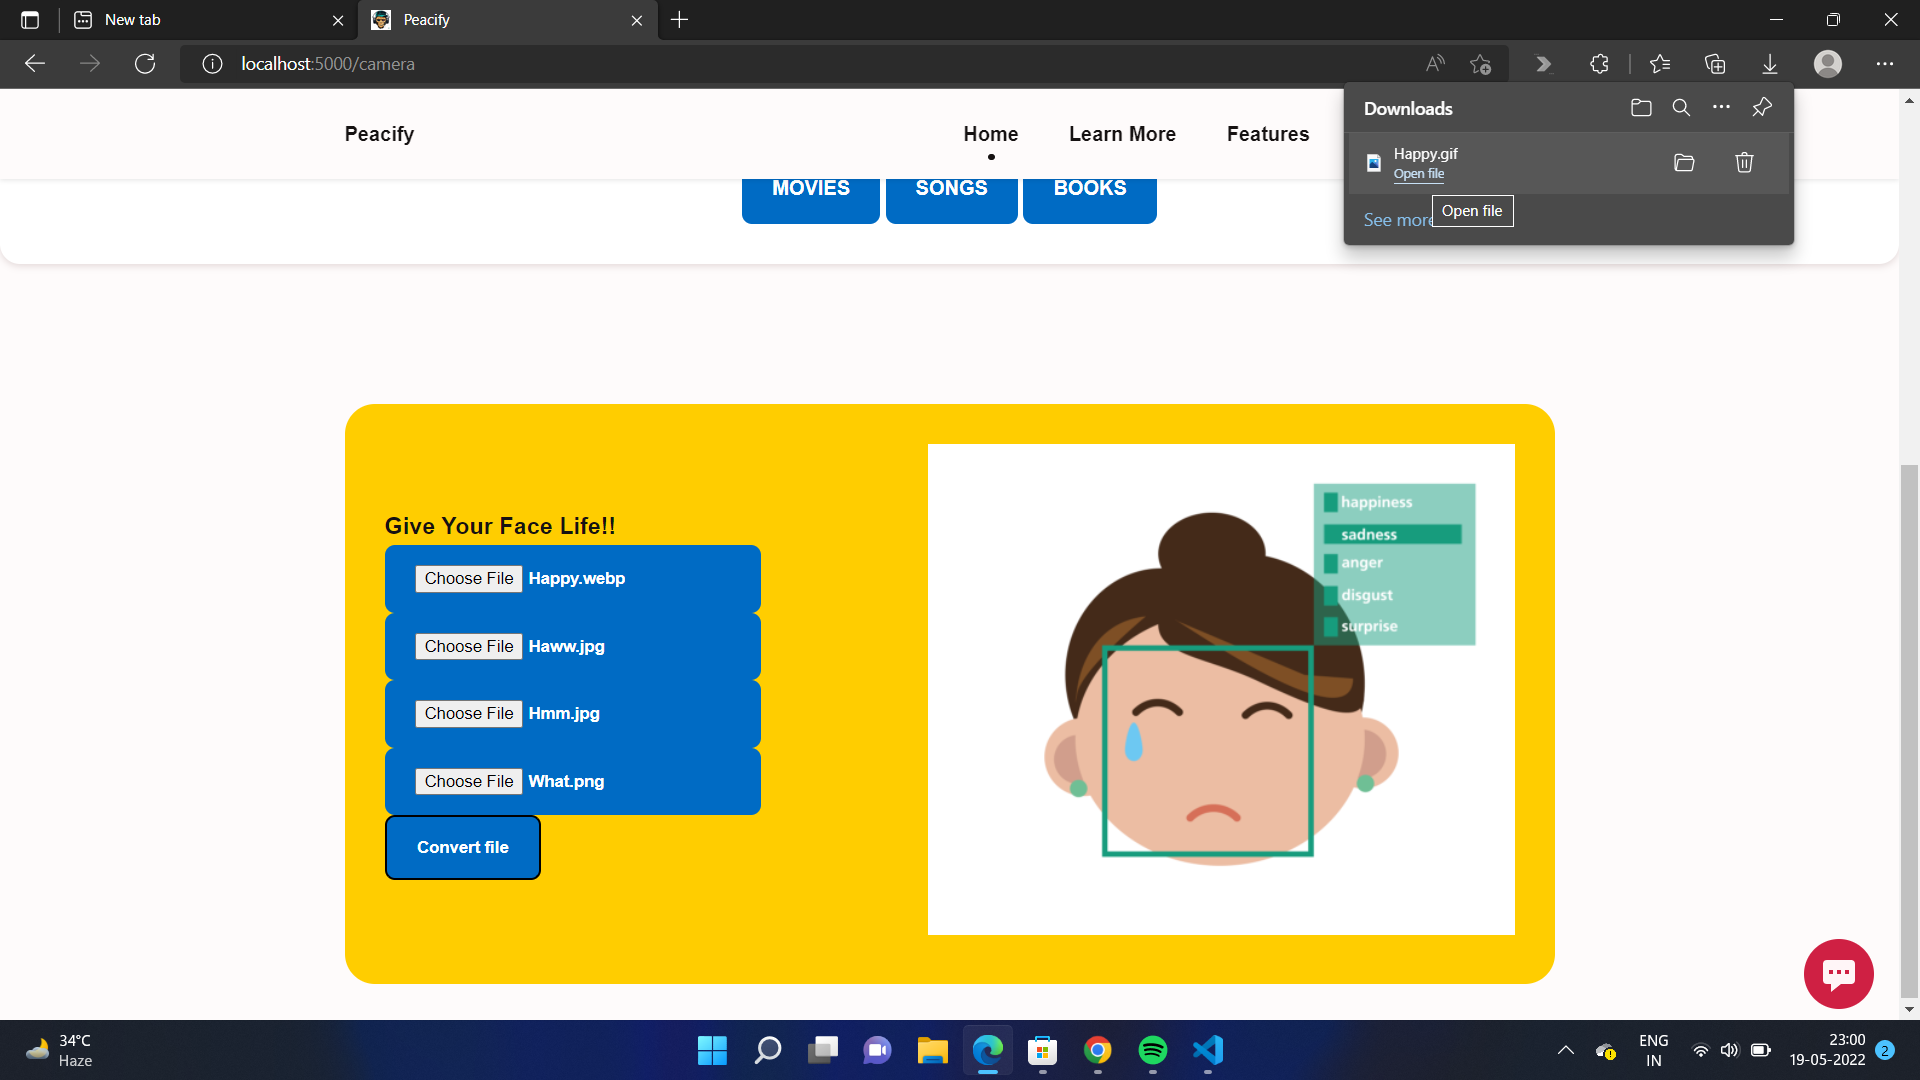 New tab
Peacify
localhost:5000/camera
Downloads
Happy.gif
Open file
Open file
See more
Peacify
Home
Learn More
Features
MOVIES
SONGS
BOOKS
Give Your Face Life!!
Choose File Happy.webp
Choose File Haww.jpg
Choose File Hmm.jpg
Choose File What.png
Convert file
happiness
sadness
anger
disgust
surprise
34°C
Haze
ENG
IN
23:00
19-05-2022
2